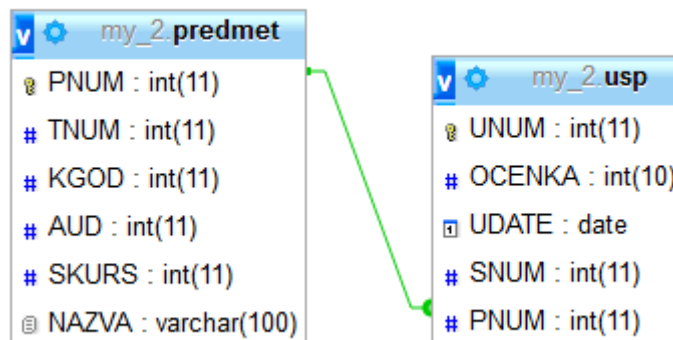 my_2.predmet
PNUM : int(11)
TNUM : int(11)
KGOD : int(11)
AUD : int(11)
SKURS : int(11)
NAZVA : varchar(100)
my_2.usp
UNUM : int(11)
OCENKA : int(10)
UDATE : date
SNUM : int(11)
PNUM : int(11)